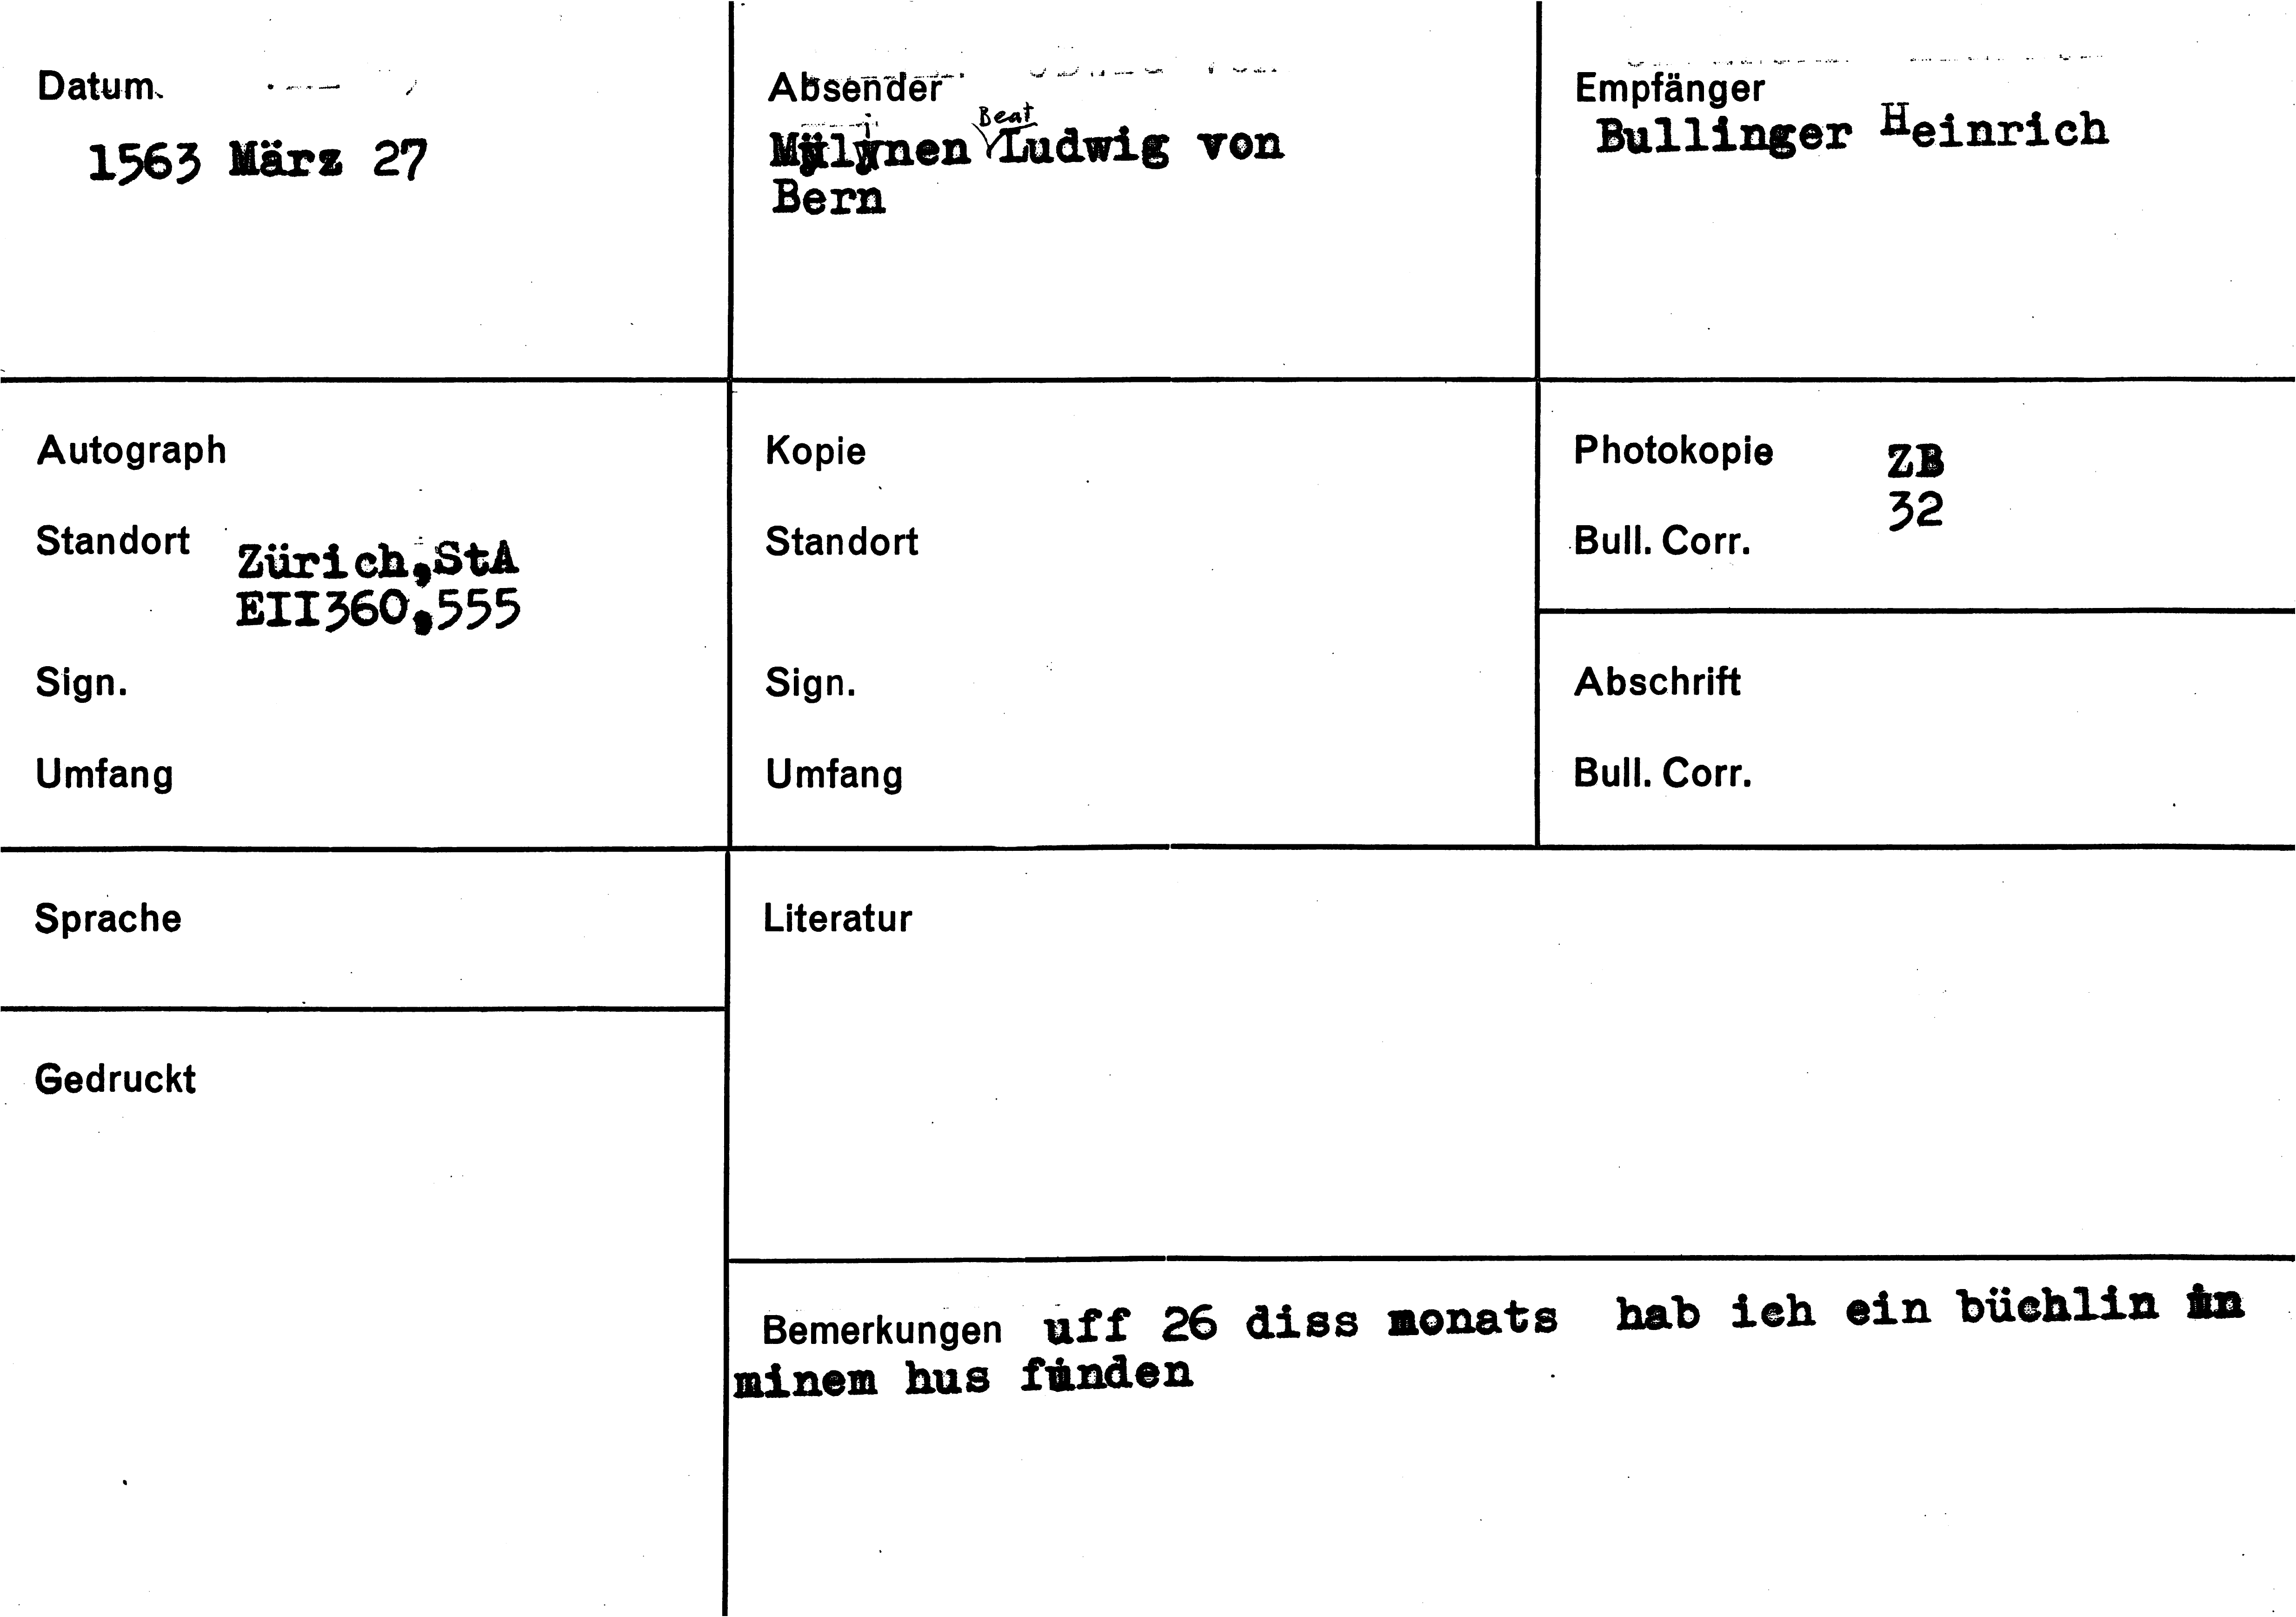 Datum
1563 März 27
Absender
Beat
Mülinen Ludwig von
Bern
Empfänger
Bullinger Heinrich
Autograph
Standort Zürich,StA
EII360,555
Sign.
Umfang
Kopie
Standort
Sign.
Umfang
Photokopie ZB
32
Bull. Corr.
Abschrift
Bull. Corr.
Sprache
Literatur
Gedruckt
Bemerkungen uff 26 diss monats hab ich ein büchlin in
minem hus funden